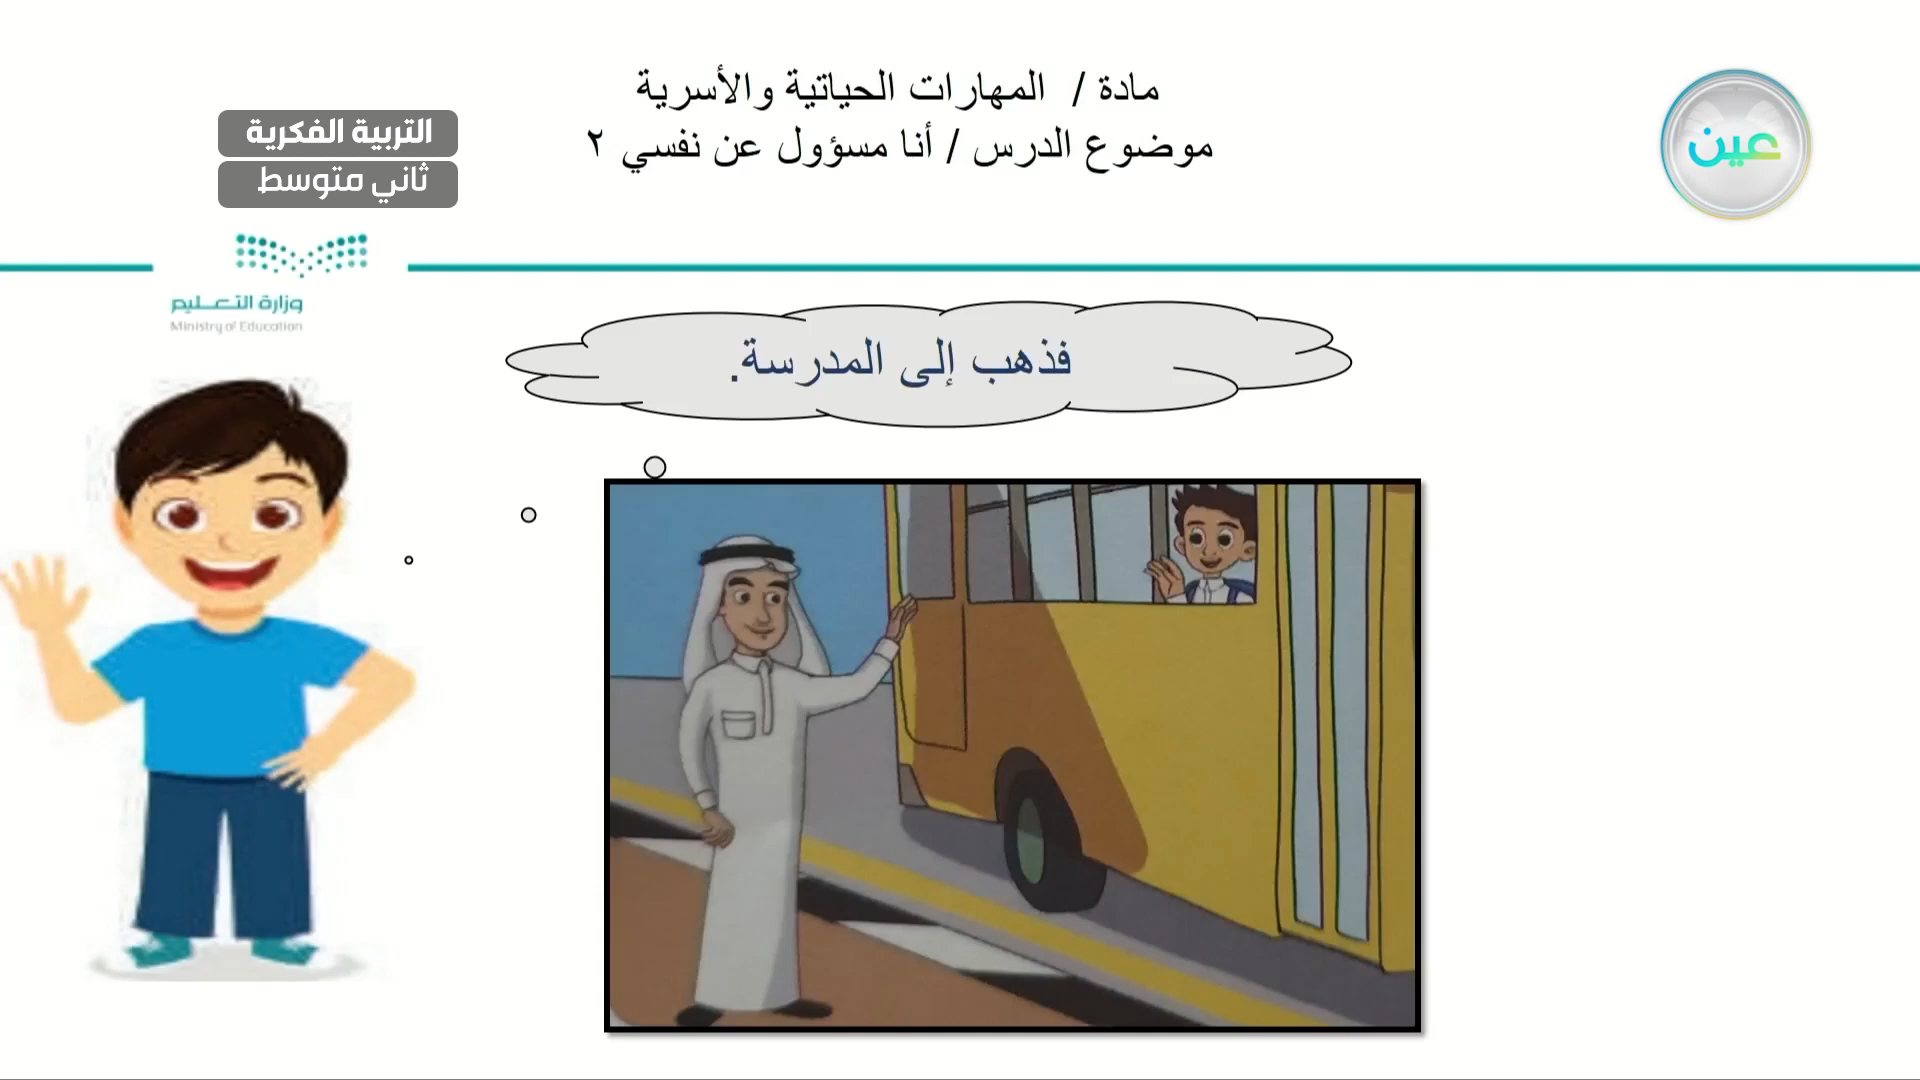 مادة / المهارات الحياتية والأسرية
موضوع الدرس / أنا مسؤول عن نفسي ٢
عين
التربية الفكرية
ثاني متوسط
وزارة التعليم
Ministry of Education
فذهب إلى المدرسة.